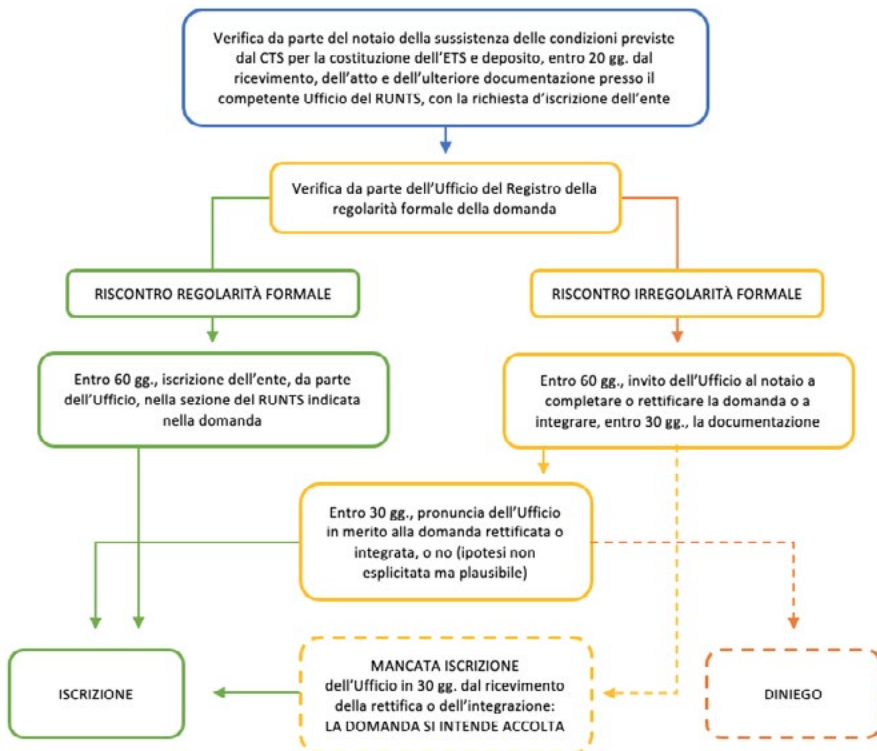 Verifica da parte del notaio della sussistenza delle condizioni previste
dal CTS per la costituzione dell'ETS e deposito, entro 20 gg. dal
ricevimento, dell'atto e dell'ulteriore documentazione presso il
competente Ufficio del RUNTS, con la richiesta d'iscrizione dell'ente
Verifica da parte dell'Ufficio del Registro della
regolarità formale della domanda
RISCONTRO REGOLARITÀ FORMALE
RISCONTRO IRREGOLARITÀ FORMALE
Entro 60 gg., iscrizione dell'ente, da parte
dell'Ufficio, nella sezione del RUNTS indicata
nella domanda
Entro 60 gg., invito dell'Ufficio al notaio a
completare o rettificare la domanda o a
integrare, entro 30 gg., la documentazione
Entro 30 gg., pronuncia dell'Ufficio
in merito alla domanda rettificata o
integrata, o no (ipotesi non
esplicitata ma plausibile)
ISCRIZIONE
MANCATA ISCRIZIONE
dell'Ufficio in 30 gg. dal ricevimento
della rettifica o dell'integrazione:
LA DOMANDA SI INTENDE ACCOLTA
DINIEGO